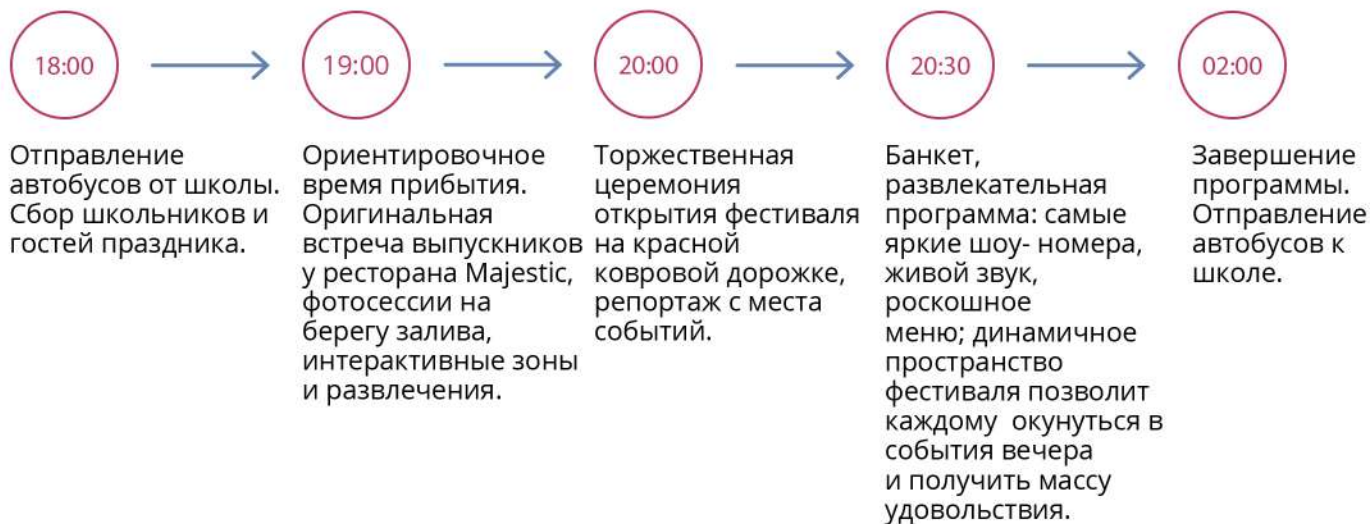 18:00
Отправление
автобусов от школы.
Сбор школьников и
гостей праздника.
19:00
Ориентировочное
время прибытия.
Оригинальная
встреча выпускников
у ресторана Majestic,
фотосессии на
берегу залива,
интерактивные зоны
и развлечения.
20:00
Торжественная
церемония
открытия фестиваля
на красной
ковровой дорожке,
репортаж с места
событий.
20:30
Банкет,
развлекательная
программа: самые
яркие шоу- номера,
живой звук,
роскошное
меню; динамичное
пространство
фестиваля позволит
каждому  окунуться в
события вечера
и получить массу
удовольствия.
02:00
Завершение
программы.
Отправление
автобусов к
школе.